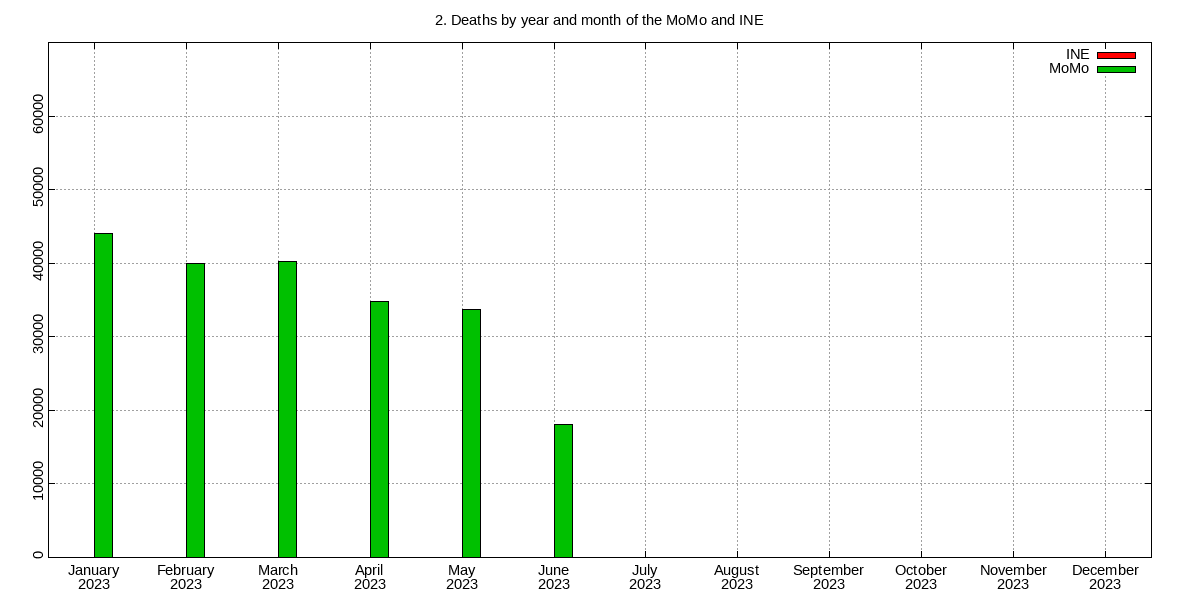 2. Deaths by year and month of the MoMo and INE
INE
MoMo
60000
50000
40000
30000
20000
10000
0
January February March April May June July August September October November December
2023 2023 2023 2023 2023 2023 2023 2023 2023 2023 2023 2023